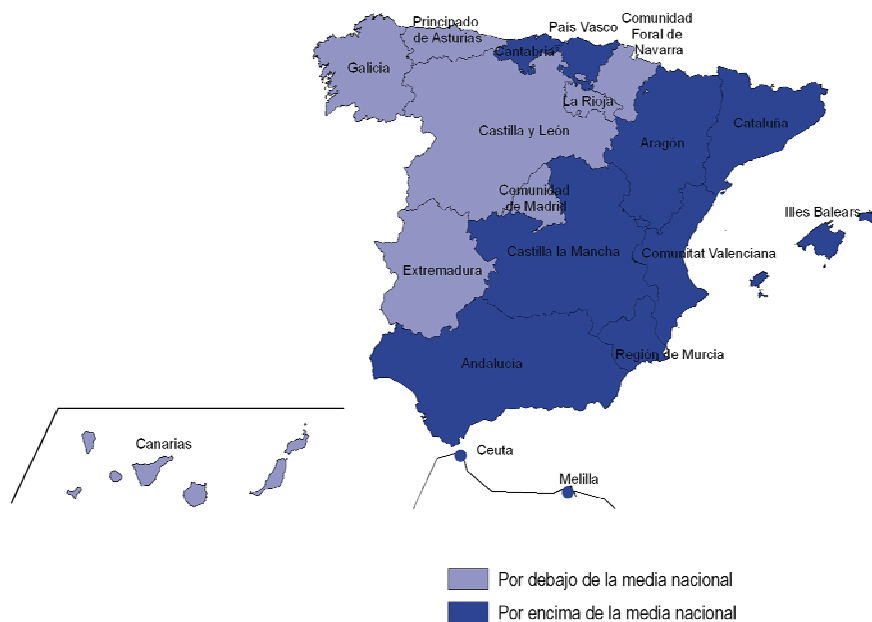 Principado
de Asturias
País Vasco
Comunidad
Foral de
Navarra
Cantabria
Galicia
La Rioja
Castilla y León
Aragón
Cataluña
Comunidad
de Madrid
Illes Balears
Castilla la Mancha
Comunitat Valenciana
Extremadura
Andalucia
Región de Murcia
Canarias
Ceuta
Melilla
Por debajo de la media nacional
Por encima de la media nacional